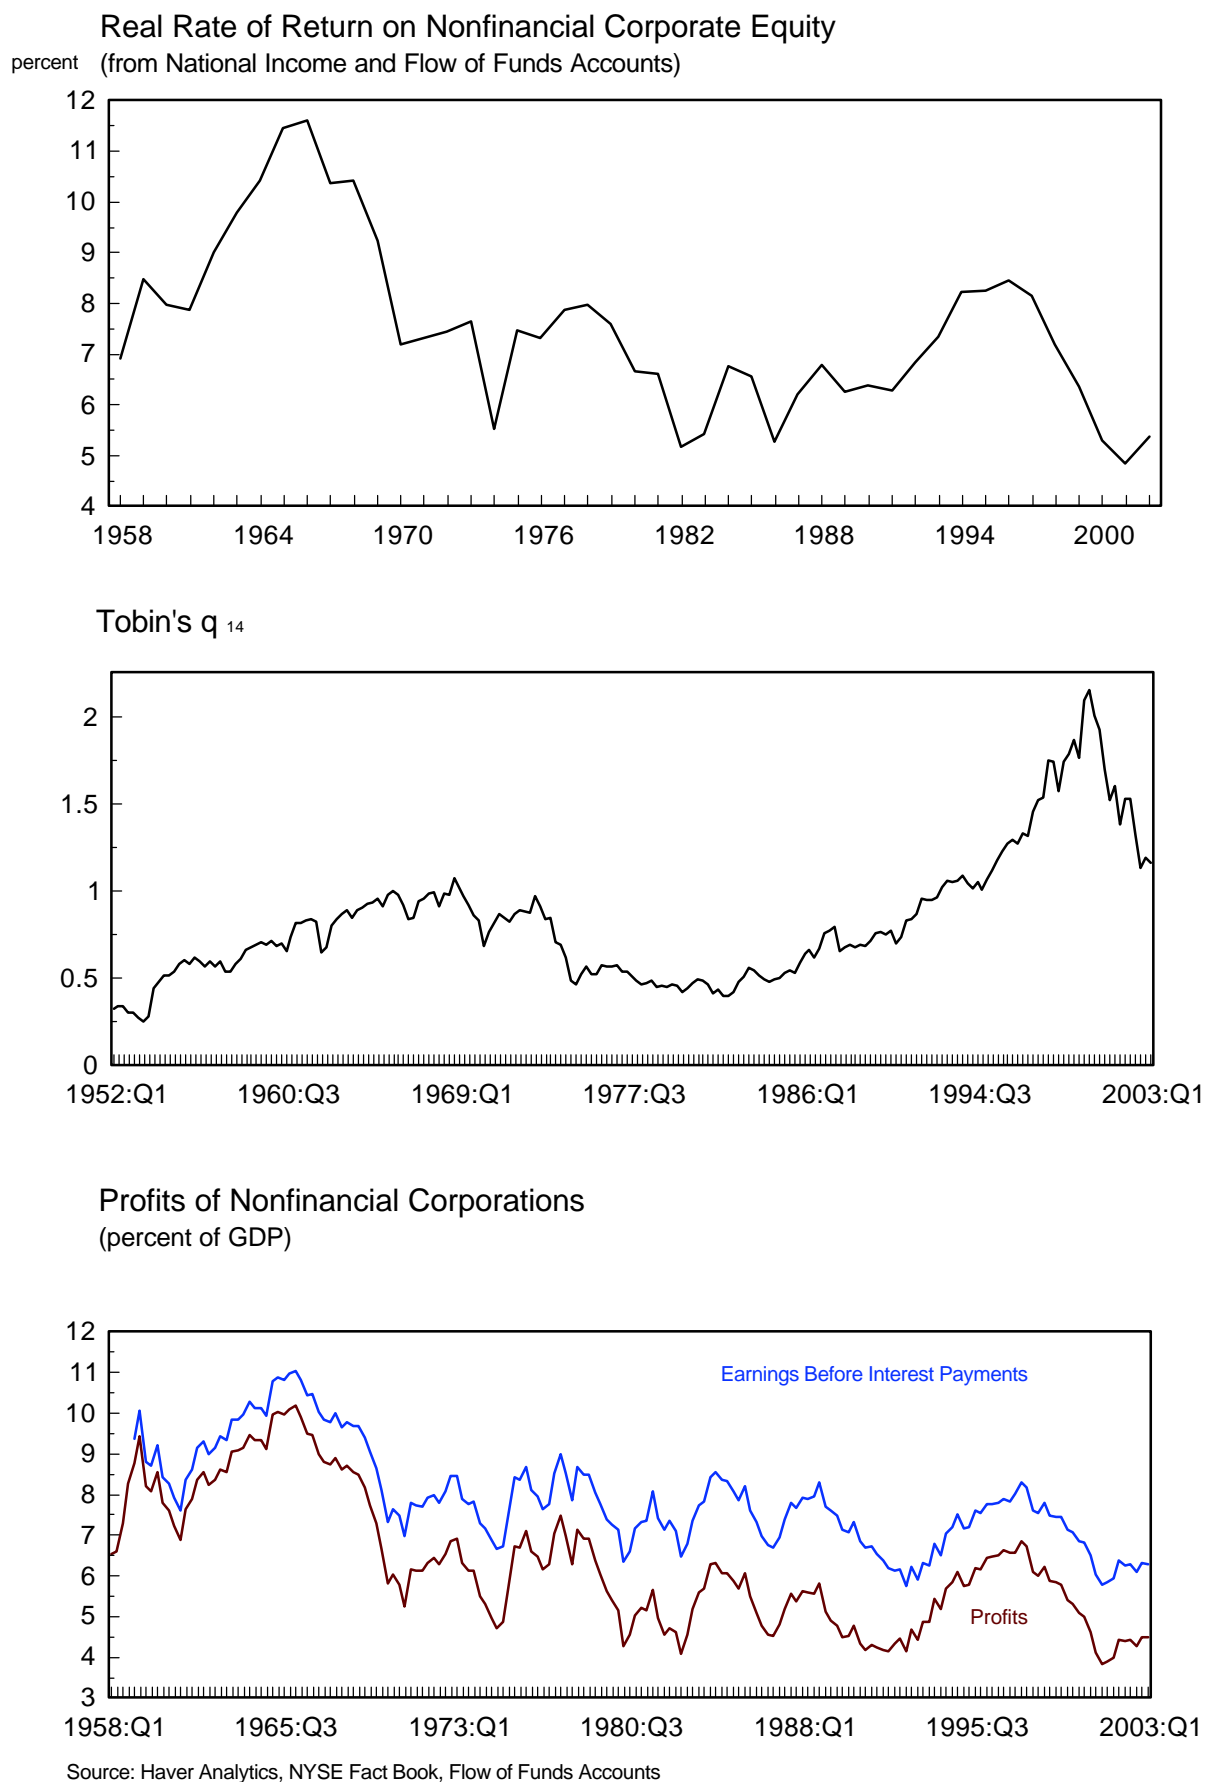 Real Rate of Return on Nonfinancial Corporate Equity
percent (from National Income and Flow of Funds Accounts)
12
11
10
9
8
7
6
5
4
1958 1964 1970 1976 1982 1988 1994 2000
Tobin's q 14
2
1.5
1
0.5
0
1952:Q1 1960:Q3 1969:Q1 1977:Q3 1986:Q1 1994:Q3 2003:Q1
Profits of Nonfinancial Corporations
(percent of GDP)
12
11
Earnings Before Interest Payments
10
9
8
7
6
5
Profits
4
3
1958:Q1 1965:Q3 1973:Q1 1980:Q3 1988:Q1 1995:Q3 2003:Q1
Source: Haver Analytics, NYSE Fact Book, Flow of Funds Accounts